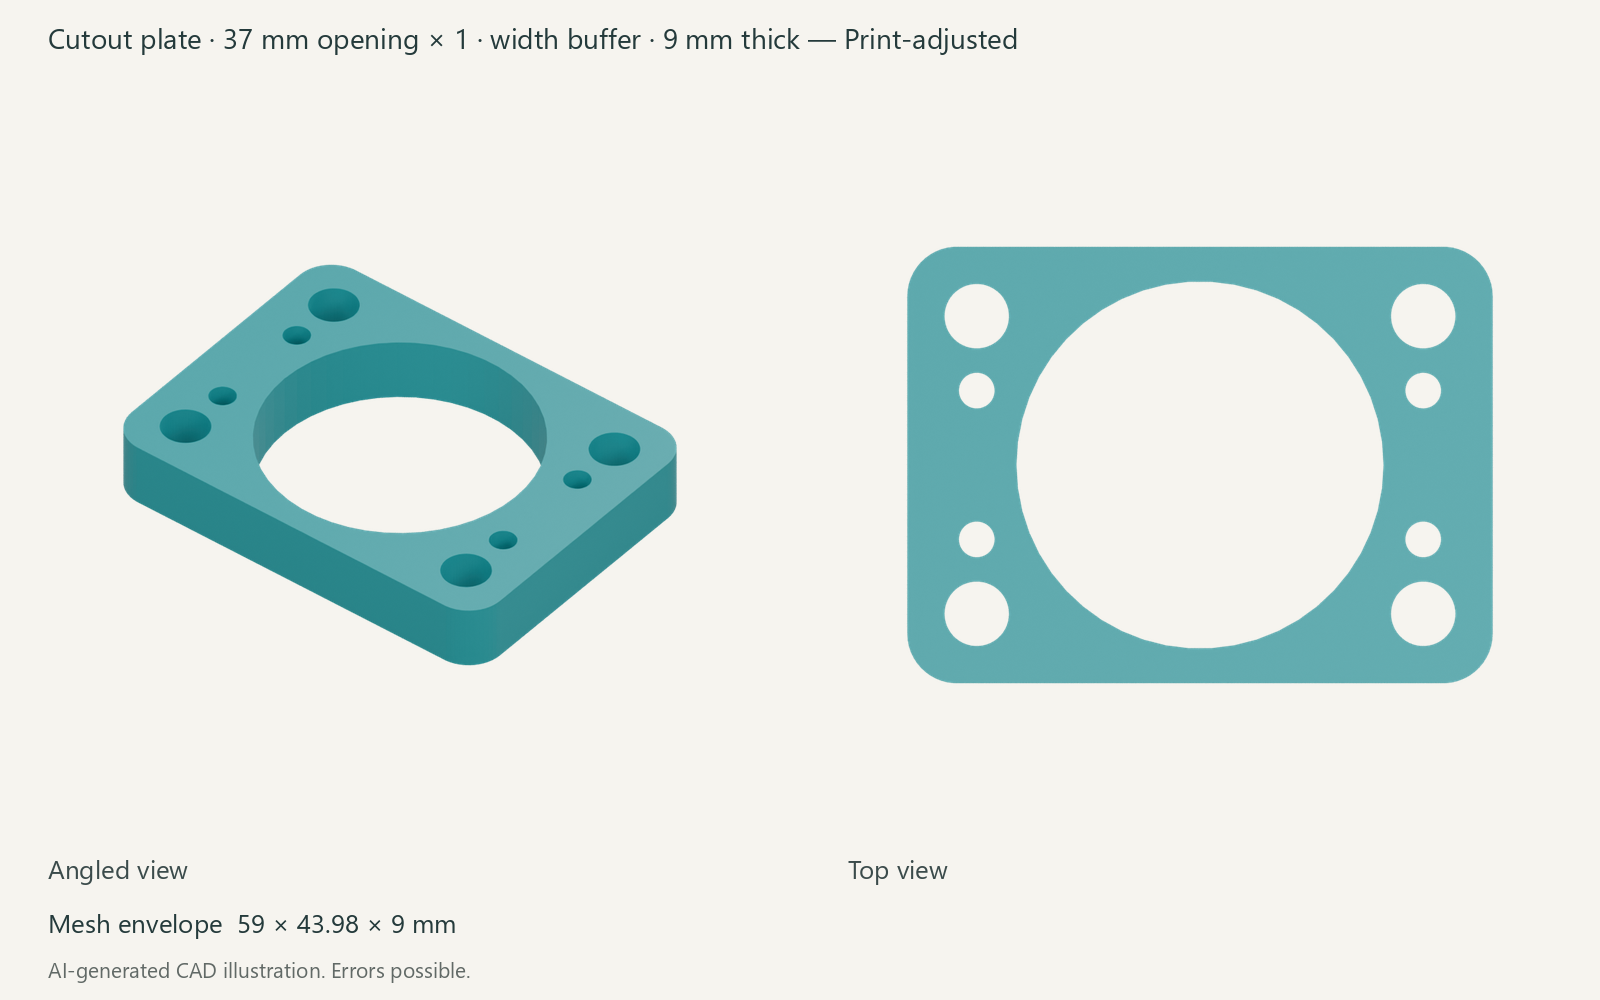 Cutout plate · 37 mm opening × 1 · width buffer · 9 mm thick — Print-adjusted
Angled view
Top view
Mesh envelope 59 × 43.98 × 9 mm
AI-generated CAD illustration. Errors possible.